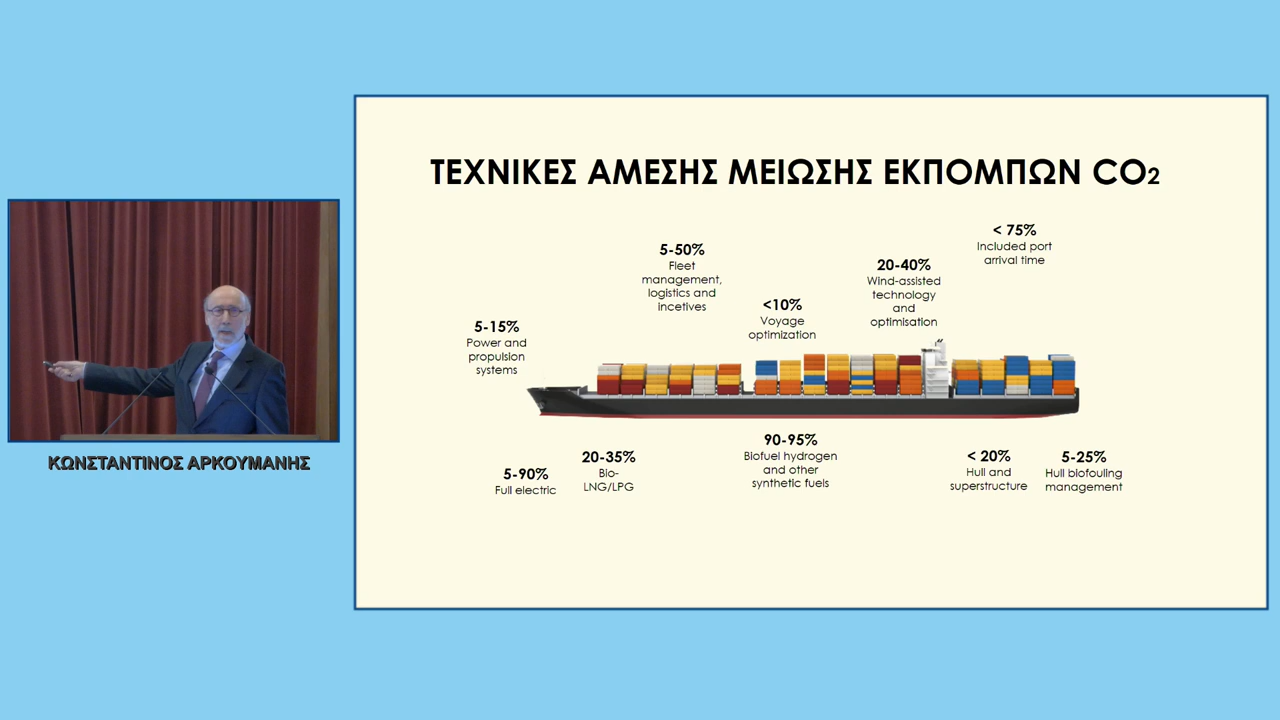 ΤΕΧΝΙΚΕΣ ΑΜΕΣΗΣ ΜΕΙΩΣΗΣ ΕΚΠΟΜΠΩΝ CO₂
< 75%
Included port
arrival time
5-50%
Fleet
management,
logistics and
incetives
20-40%
Wind-assisted
technology
and
optimisation
<10%
Voyage
optimization
5-15%
Power and
propulsion
systems
5-90%
Full electric
20-35%
Bio-
LNG/LPG
90-95%
Biofuel hydrogen
and other
synthetic fuels
< 20%
Hull and
superstructure
5-25%
Hull biofouling
management
ΚΩΝΣΤΑΝΤΙΝΟΣ ΑΡΚΟΥΜΑΝΗΣ